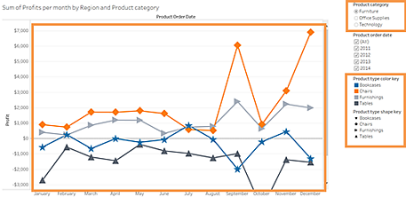 Sum of Profits per month by Region and Product category
Product Order Date
$7,000
$6,000
$5,000
$4,000
$3,000
$2,000
$1,000
$0
-$1,000
-$2,000
-$3,000
Profit
January February March April May June July August September October November December
Product category
Furniture
Office Supplies
Technology
Product order date
(All)
2011
2012
2013
2014
Product type color key
Bookcases
Chairs
Furnishings
Tables
Product type shape key
Bookcases
Chairs
Furnishings
Tables